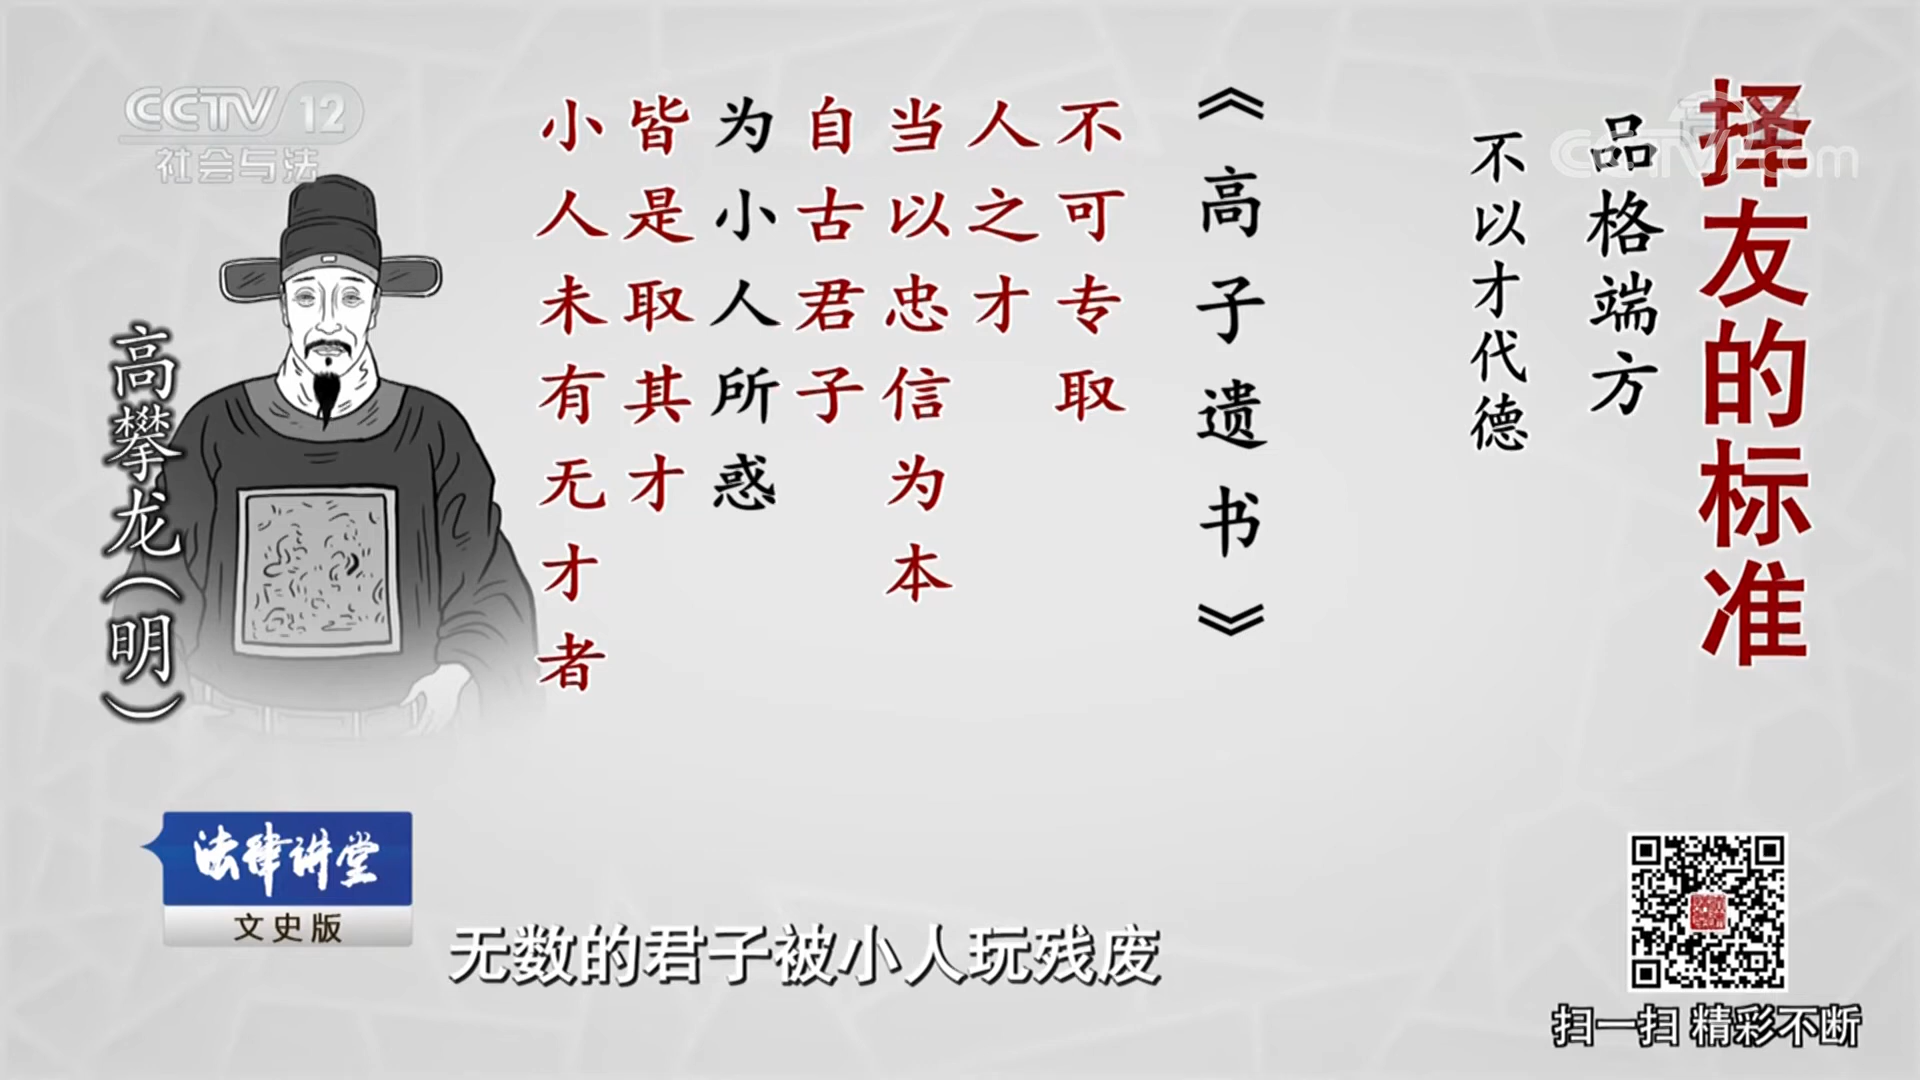 CCTV 12
社会与法
择友的标准
品格端方
不以才代德
《高子遗书》
不可专取
人之才
当以忠信为本
自古君子
为小人所惑
皆是取其才
小人未有无才者
高攀龙（明）
法律讲堂
文史版
无数的君子被小人玩残废
扫一扫 精彩不断